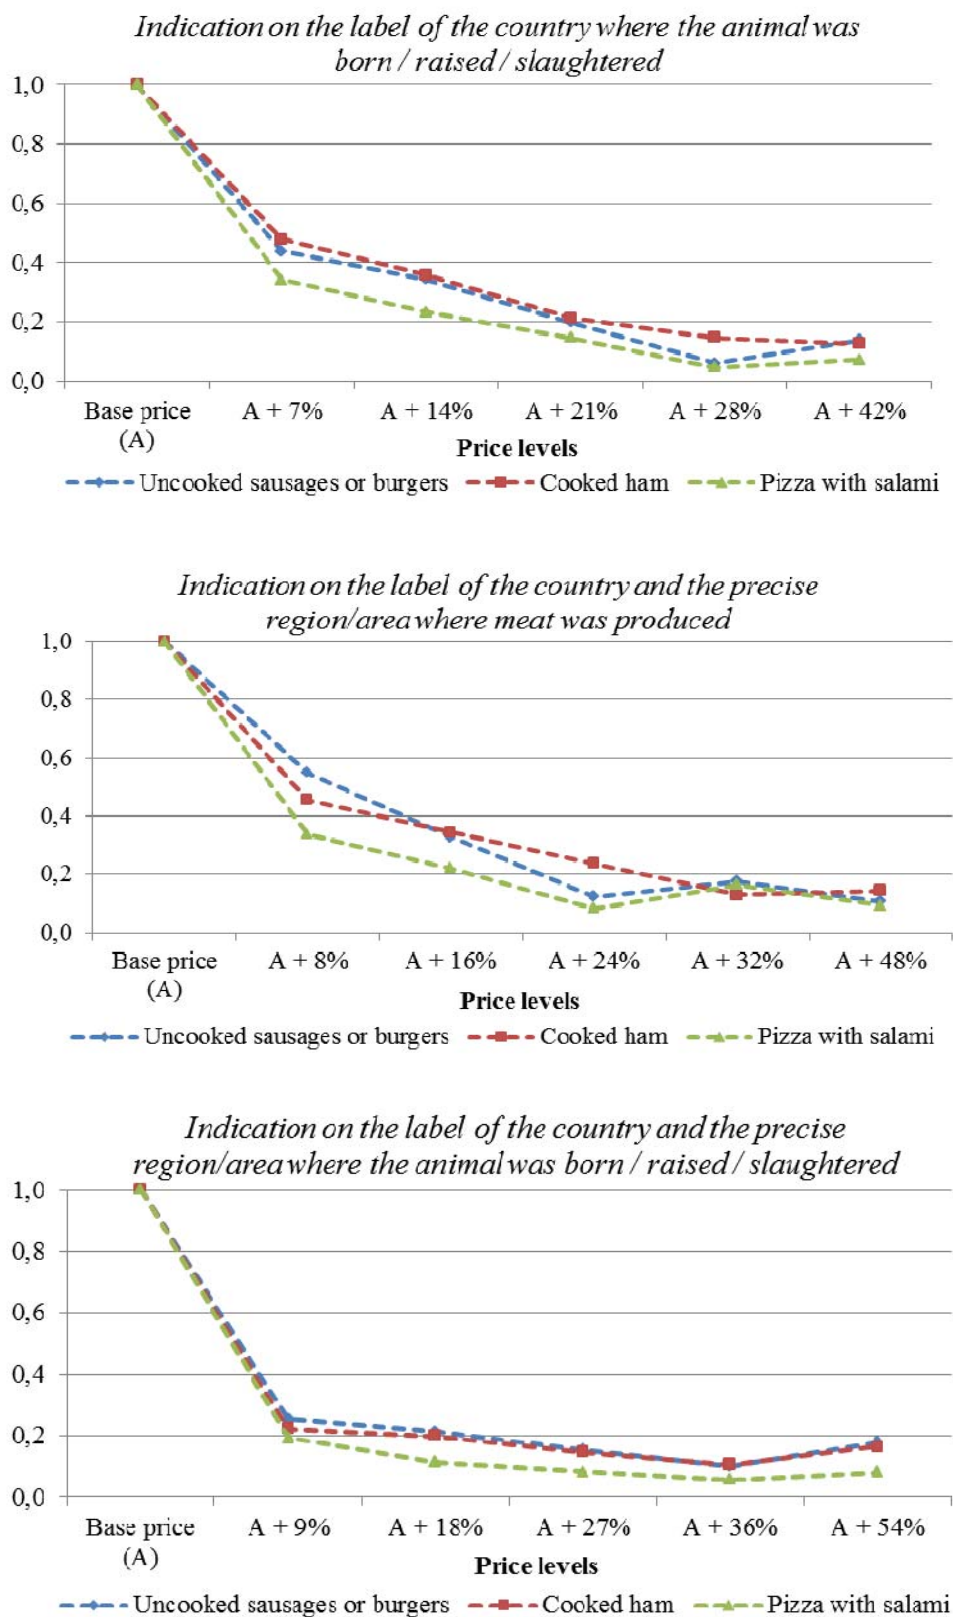 Indication on the label of the country where the animal was
born / raised / slaughtered
1,0
0,8
0,6
0,4
0,2
0,0
Base price A + 7% A + 14% A + 21% A + 28% A + 42%
(A)
Price levels
Uncooked sausages or burgers Cooked ham Pizza with salami
Indication on the label of the country and the precise
region/area where meat was produced
1,0
0,8
0,6
0,4
0,2
0,0
Base price A + 8% A + 16% A + 24% A + 32% A + 48%
(A)
Price levels
Uncooked sausages or burgers Cooked ham Pizza with salami
Indication on the label of the country and the precise
region/area where the animal was born / raised / slaughtered
1,0
0,8
0,6
0,4
0,2
0,0
Base price A + 9% A + 18% A + 27% A + 36% A + 54%
(A)
Price levels
Uncooked sausages or burgers Cooked ham Pizza with salami